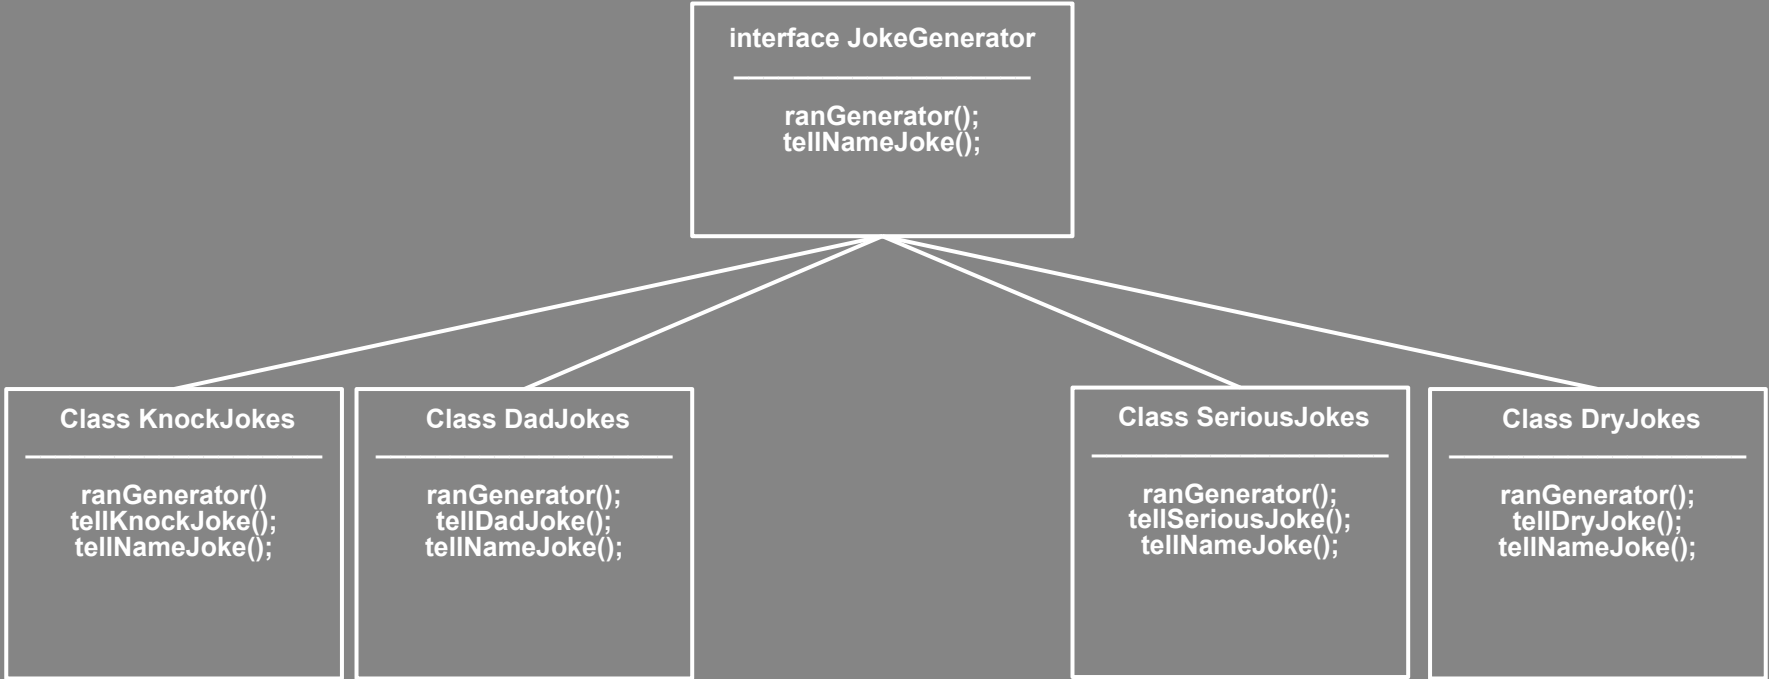 interface JokeGenerator
ranGenerator();
tellNameJoke();
Class KnockJokes
ranGenerator()
tellKnockJoke();
tellNameJoke();
Class DadJokes
ranGenerator();
tellDadJoke();
tellNameJoke();
Class SeriousJokes
ranGenerator();
tellSeriousJoke();
tellNameJoke();
Class DryJokes
ranGenerator();
tellDryJoke();
tellNameJoke();